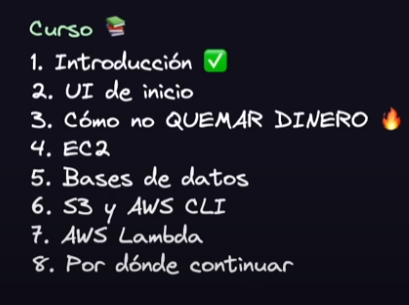 Curso 📚
1. Introducción ✅
2. UI de inicio
3. Cómo no QUEMAR DINERO 🔥
4. EC2
5. Bases de datos
6. S3 y AWS CLI
7. AWS Lambda
8. Por dónde continuar